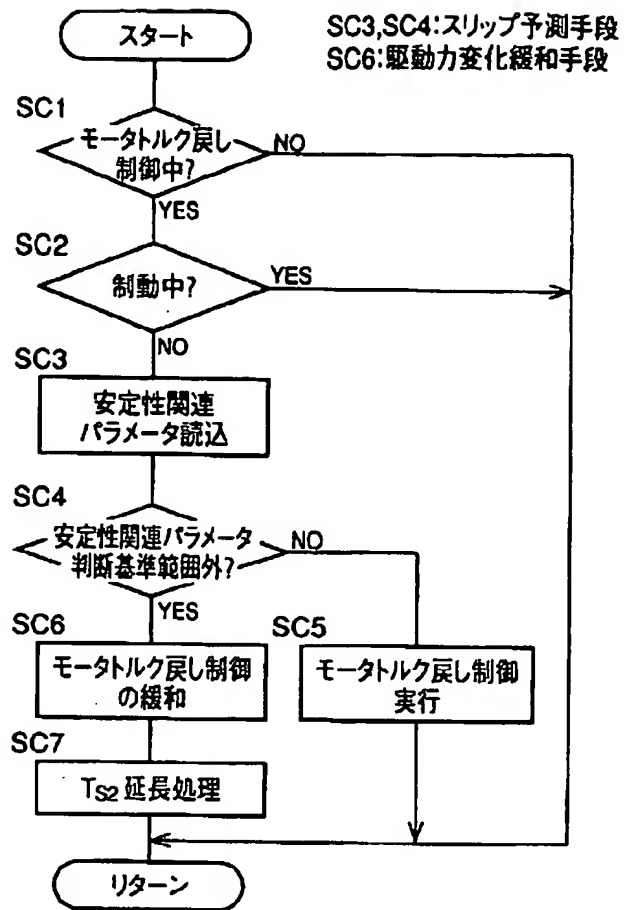 スタート
SC3,SC4:スリップ予測手段
SC6:駆動力変化緩和手段
SC1
モータトルク戻し
制御中?
NO
YES
SC2
制動中?
YES
NO
SC3
安定性関連
パラメータ読込
SC4
安定性関連パラメータ
判断基準範囲外?
NO
YES
SC6
モータトルク戻し制御
の緩和
SC5
モータトルク戻し制御
実行
SC7
TS2 延長処理
リターン